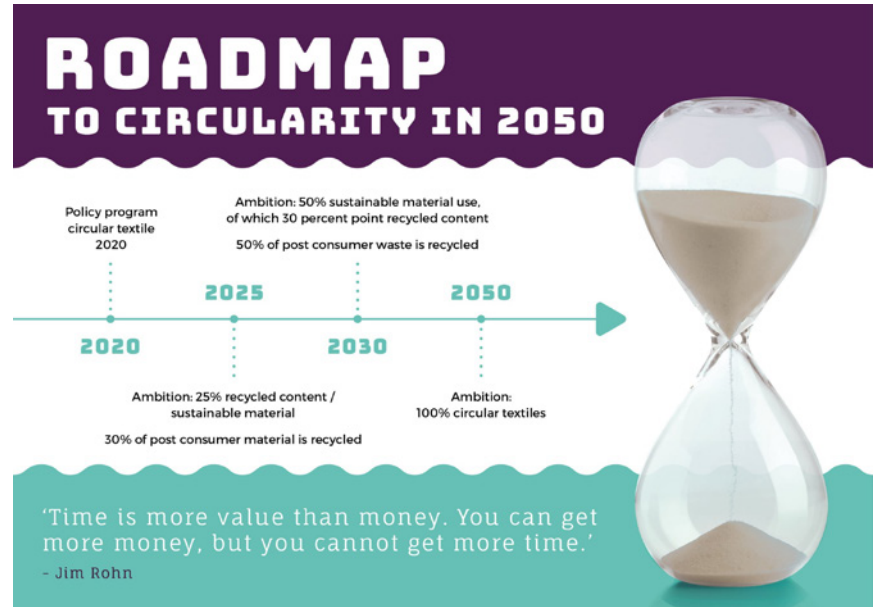 ROADMAP
TO CIRCULARITY IN 2050
Policy program
circular textile
2020
Ambition: 50% sustainable material use,
of which 30 percent point recycled content
50% of post consumer waste is recycled
2025
2050
2020
2030
Ambition: 25% recycled content /
sustainable material
30% of post consumer material is recycled
Ambition:
100% circular textiles
‘Time is more value than money. You can get
more money, but you cannot get more time.’
- Jim Rohn